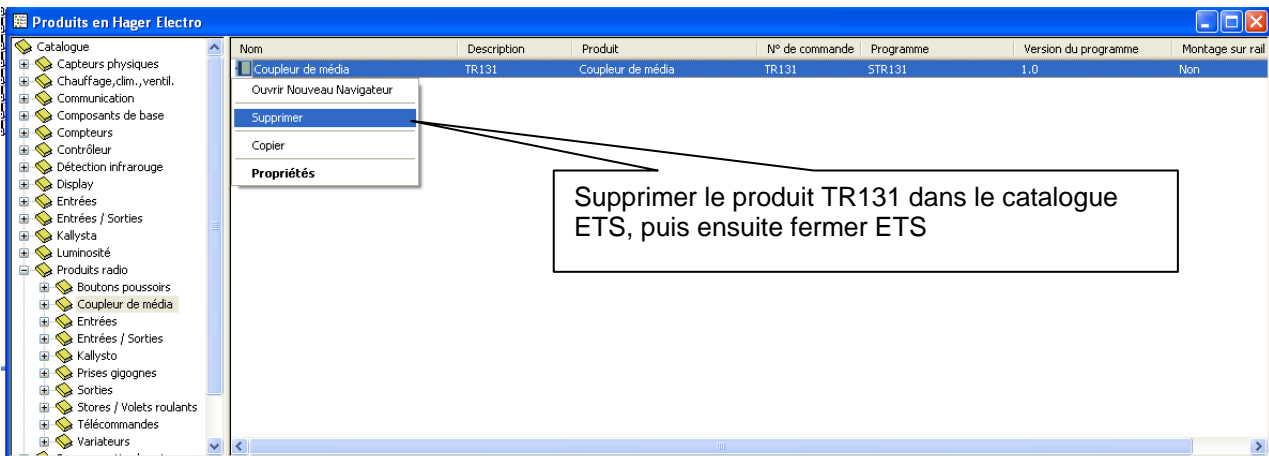 Produits en Hager Electro
Catalogue
Capteurs physiques
Chauffage,clim.,ventil.
Communication
Composants de base
Compteurs
Contrôleur
Détection infrarouge
Display
Entrées
Entrées / Sorties
Kallysta
Luminosité
Produits radio
Boutons poussoirs
Coupleur de média
Entrées
Entrées / Sorties
Kallysto
Prises gigognes
Sorties
Stores / Volets roulants
Télécommandes
Variateurs
Nom Description Produit N° de commande Programme Version du programme Montage sur rail
Coupleur de média TR131 Coupleur de média TR131 STR131 1.0 Non
Ouvrir Nouveau Navigateur
Supprimer
Copier
Propriétés
Supprimer le produit TR131 dans le catalogue
ETS, puis ensuite fermer ETS